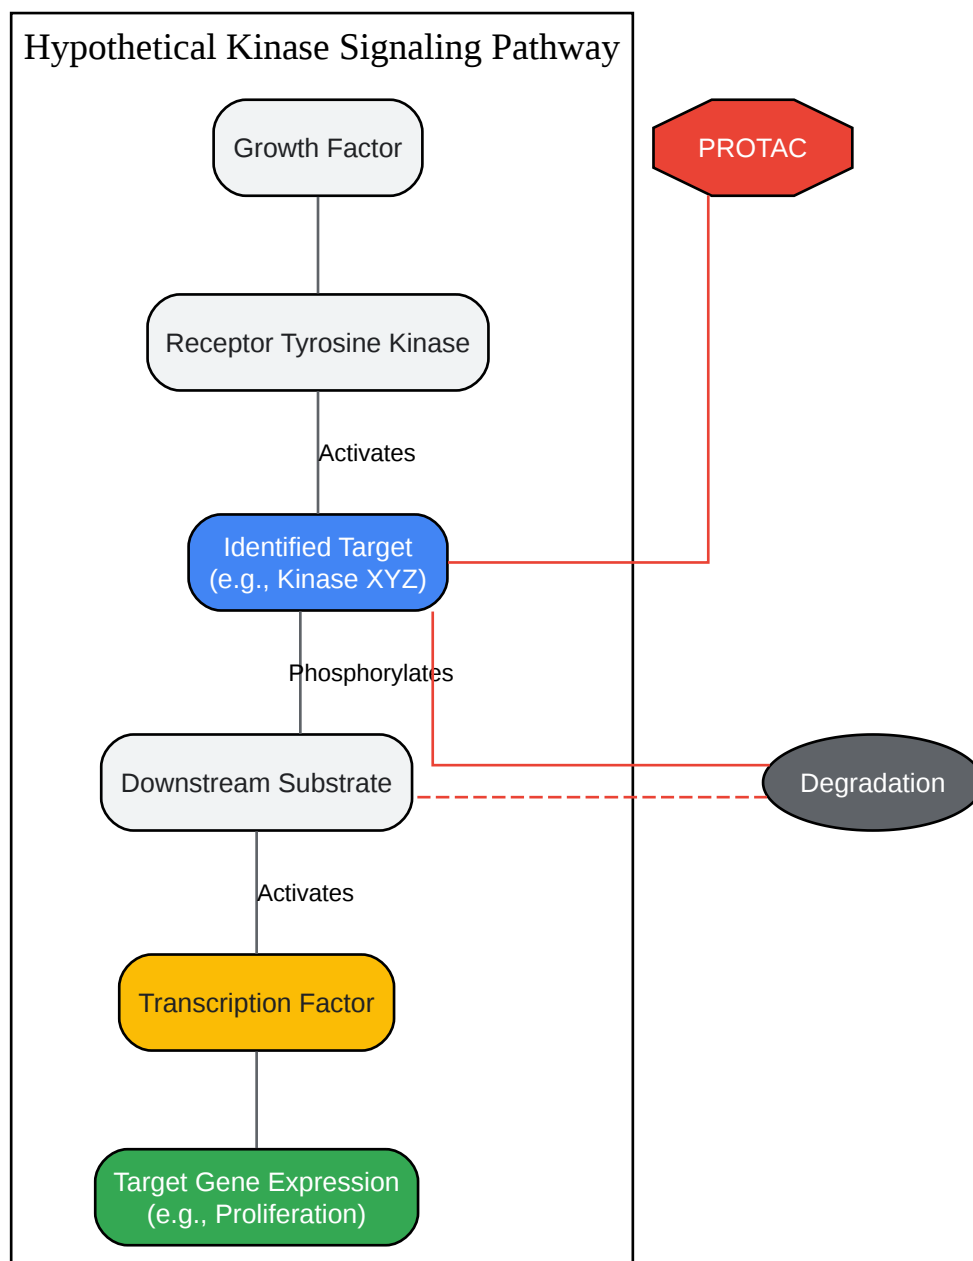 Hypothetical Kinase Signaling Pathway
Growth Factor
PROTAC
Receptor Tyrosine Kinase
Activates
Identified Target
(e.g., Kinase XYZ)
Phosphorylates
Downstream Substrate
Degradation
Activates
Transcription Factor
Target Gene Expression
(e.g., Proliferation)